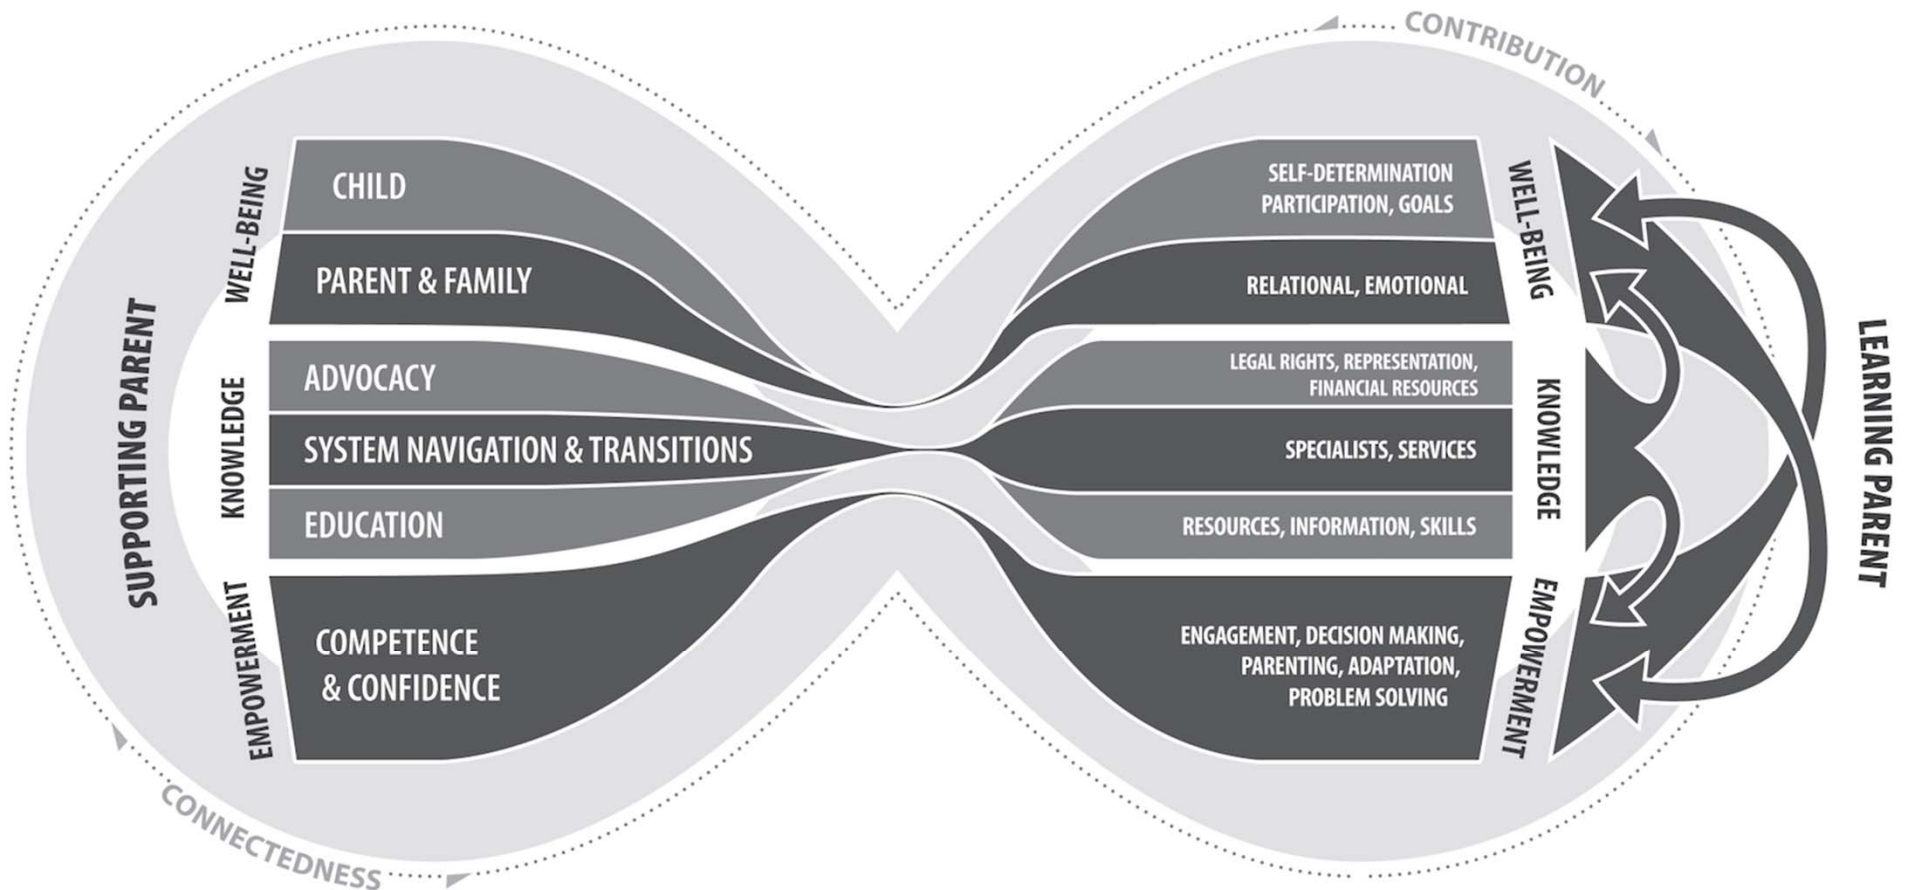 CONTRIBUTION
SUPPORTING PARENT
WELL-BEING
CHILD
PARENT & FAMILY
KNOWLEDGE
ADVOCACY
SYSTEM NAVIGATION & TRANSITIONS
EDUCATION
EMPOWERMENT
COMPETENCE
& CONFIDENCE
CONNECTEDNESS
SELF-DETERMINATION
PARTICIPATION, GOALS
RELATIONAL, EMOTIONAL
WELL-BEING
LEGAL RIGHTS, REPRESENTATION,
FINANCIAL RESOURCES
SPECIALISTS, SERVICES
RESOURCES, INFORMATION, SKILLS
KNOWLEDGE
ENGAGEMENT, DECISION MAKING,
PARENTING, ADAPTATION,
PROBLEM SOLVING
EMPOWERMENT
LEARNING PARENT